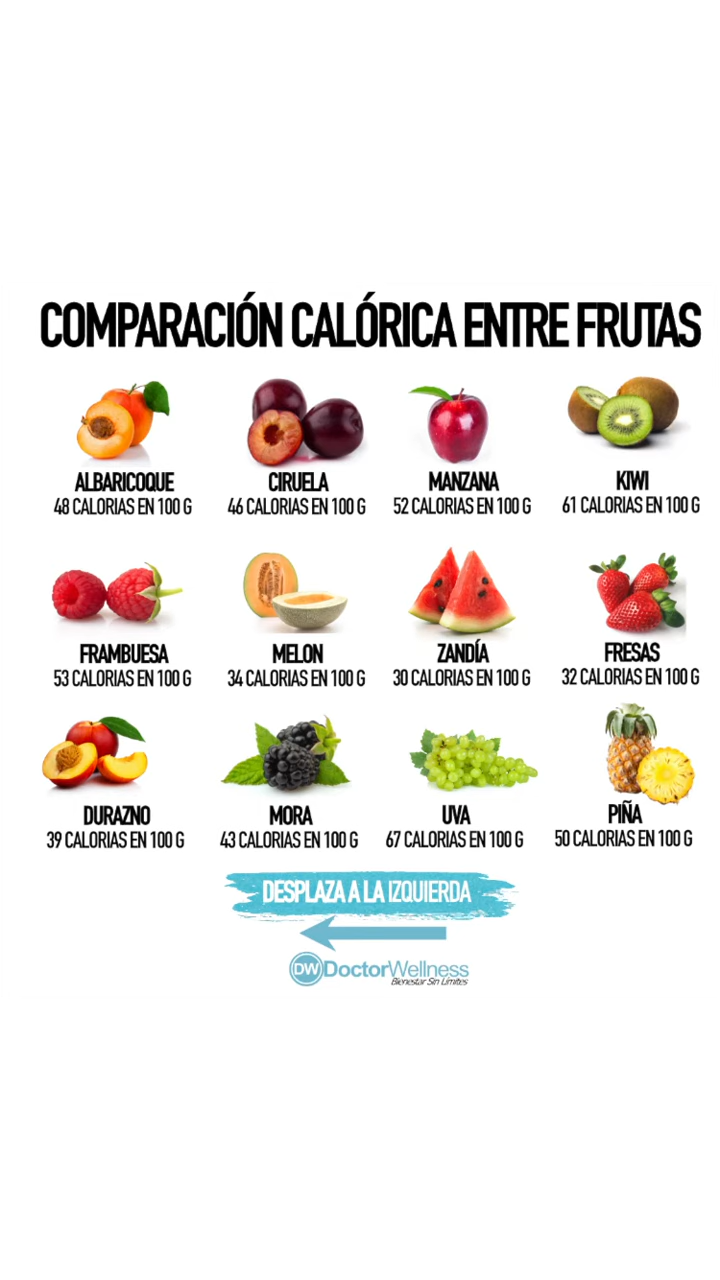 COMPARACIÓN CALÓRICA ENTRE FRUTAS
ALBARICOQUE
48 CALORIAS EN 100 G
CIRUELA
46 CALORIAS EN 100 G
MANZANA
52 CALORIAS EN 100 G
KIWI
61 CALORIAS EN 100 G
FRAMBUESA
53 CALORIAS EN 100 G
MELON
34 CALORIAS EN 100 G
ZANDÍA
30 CALORIAS EN 100 G
FRESAS
32 CALORIAS EN 100 G
DURAZNO
39 CALORIAS EN 100 G
MORA
43 CALORIAS EN 100 G
UVA
67 CALORIAS EN 100 G
PIÑA
50 CALORIAS EN 100 G
DESPLAZA A LA IZQUIERDA
DW DoctorWellness
Bienestar Sin Límites